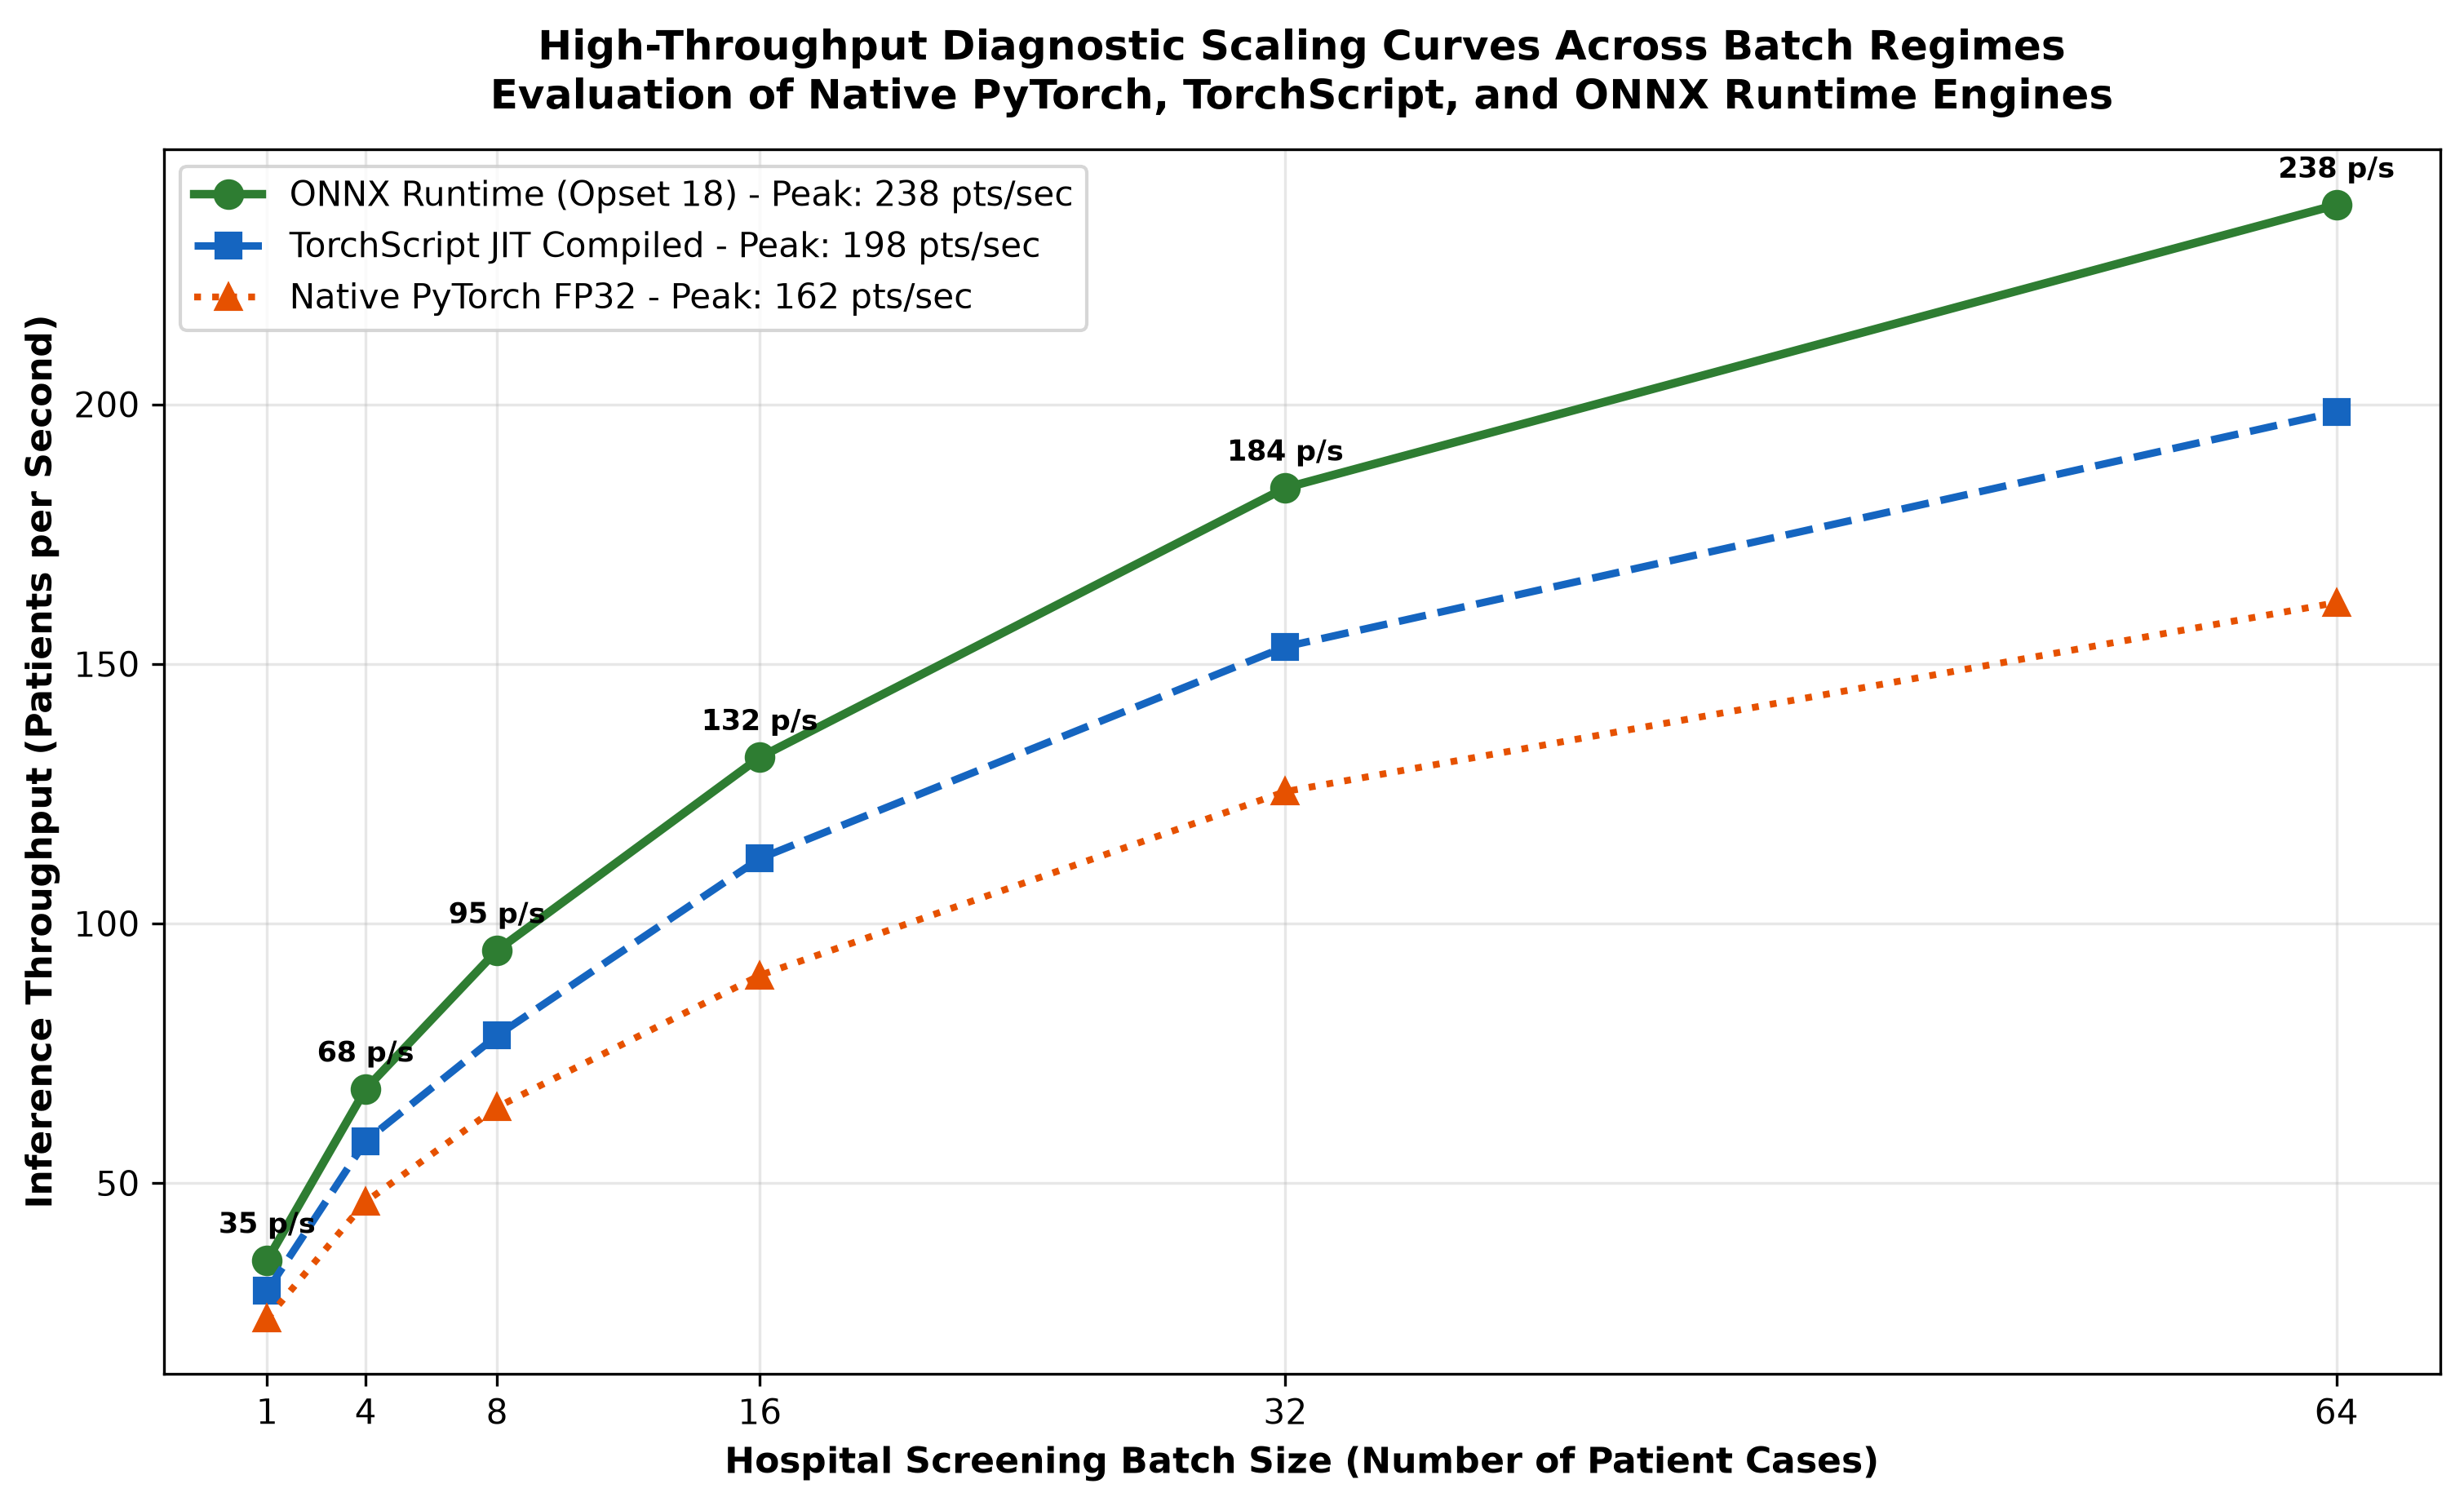 High-Throughput Diagnostic Scaling Curves Across Batch Regimes
Evaluation of Native PyTorch, TorchScript, and ONNX Runtime Engines
ONNX Runtime (Opset 18) - Peak: 238 pts/sec
TorchScript JIT Compiled - Peak: 198 pts/sec
Native PyTorch FP32 - Peak: 162 pts/sec
238 p/s
184 p/s
132 p/s
95 p/s
68 p/s
35 p/s
Inference Throughput (Patients per Second)
200
150
100
50
1 4 8 16 32 64
Hospital Screening Batch Size (Number of Patient Cases)